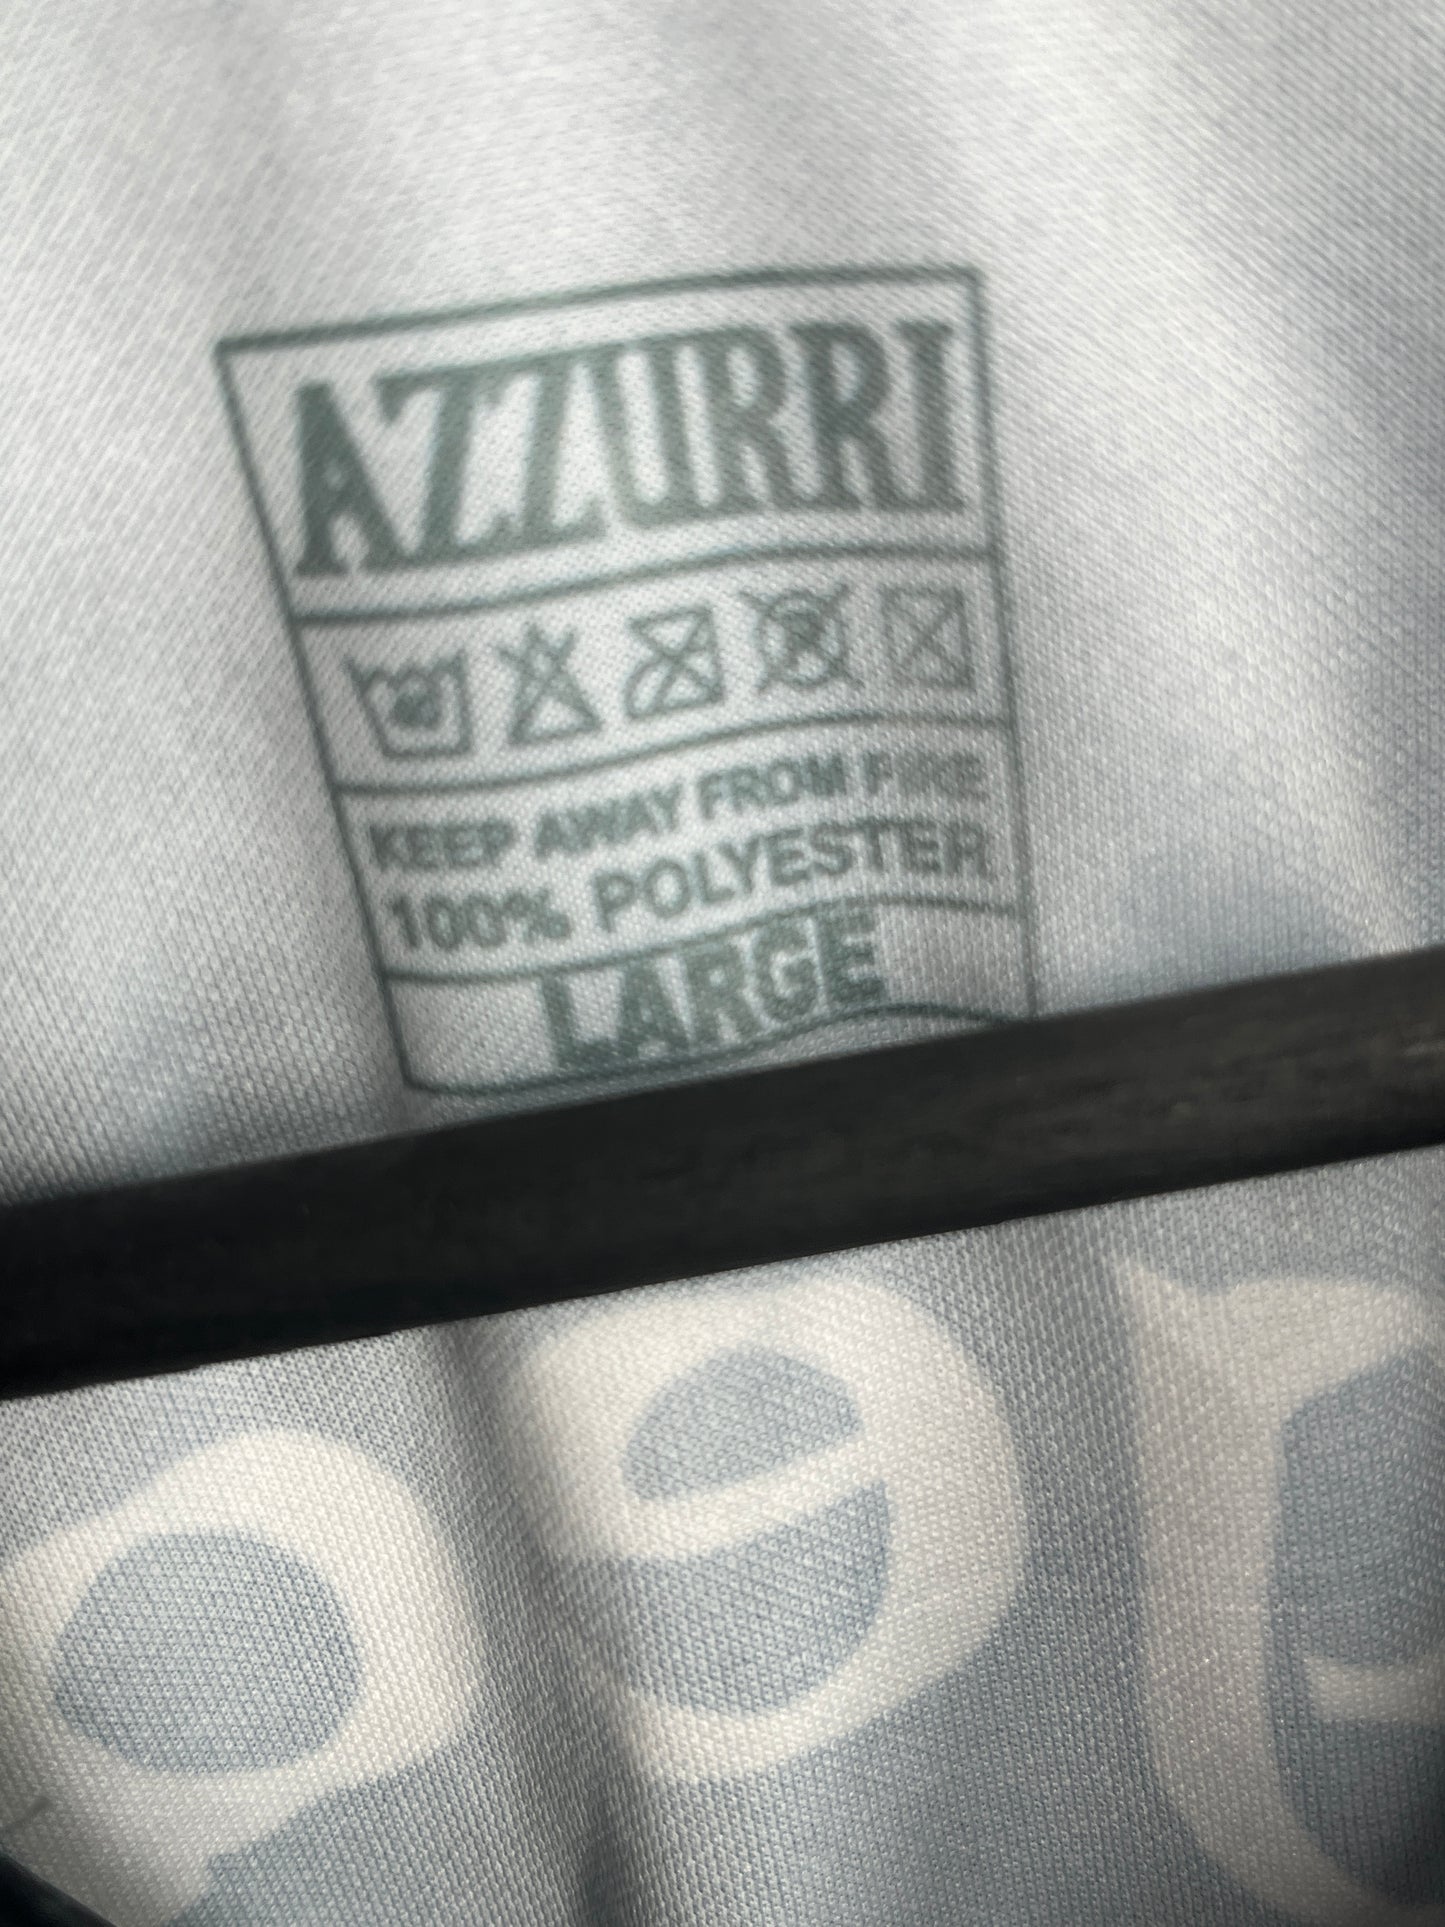 AZZURRI
KEEP AWAY FROM FIRE
100% POLYESTER
LARGE